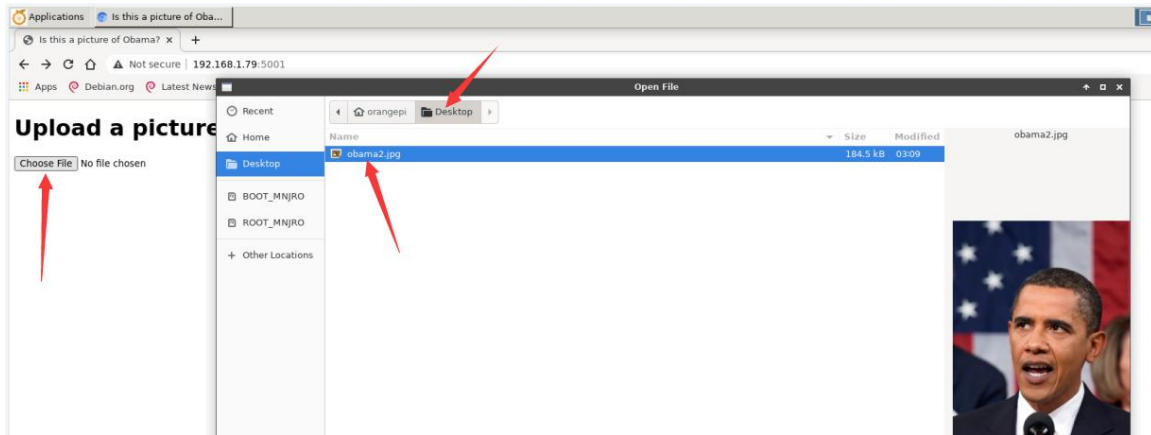 Applications Is this a picture of Oba...
Is this a picture of Obama? × +
Not secure 192.168.1.79:5001
Apps Debian.org Latest News
Open File
Upload a picture
Choose File No file chosen
Recent
Home
Desktop
BOOT_MNJRO
ROOT_MNJRO
+ Other Locations
orangepi Desktop
Name Size Modified
obama2.jpg 184.5 kB 03:09
obama2.jpg